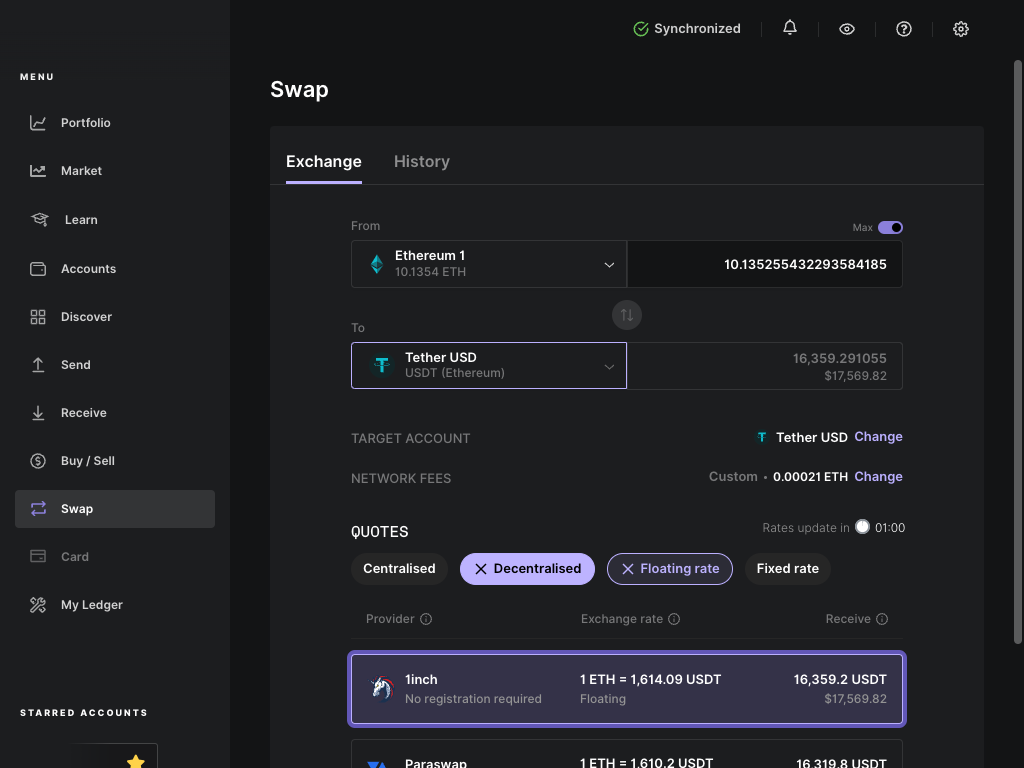 Synchronized
MENU
Portfolio
Market
Learn
Accounts
Discover
Send
Receive
Buy / Sell
Swap
Card
My Ledger
STARRED ACCOUNTS
Swap
Exchange History
From Max
Ethereum 1
10.1354 ETH
10.135255432293584185
To
Tether USD
USDT (Ethereum)
16,359.291055
$17,569.82
TARGET ACCOUNT Tether USD Change
NETWORK FEES Custom • 0.00021 ETH Change
QUOTES Rates update in 01:00
Centralised Decentralised Floating rate Fixed rate
Provider Exchange rate Receive
1inch 1 ETH = 1,614.09 USDT 16,359.2 USDT
No registration required Floating $17,569.82
Paraswap 1 ETH = 1,610.2 USDT 16,319.8 USDT